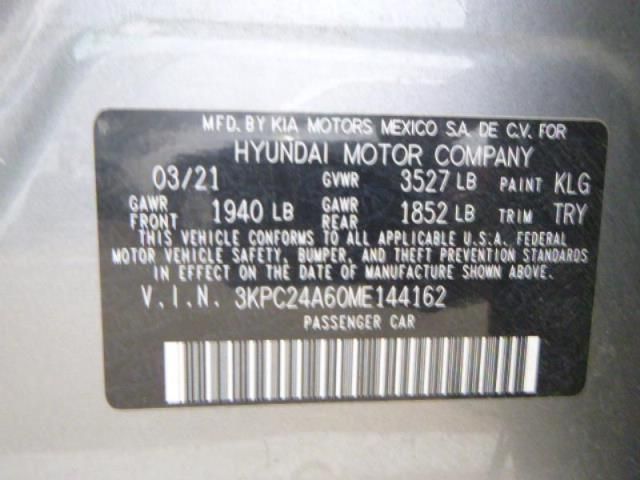 MFD. BY KIA MOTORS MEXICO S.A. DE C.V. FOR
HYUNDAI MOTOR COMPANY
03/21 GVWR 3527 LB PAINT KLG
GAWR FRONT 1940 LB GAWR REAR 1852 LB TRIM TRY
THIS VEHICLE CONFORMS TO ALL APPLICABLE U.S.A. FEDERAL
MOTOR VEHICLE SAFETY, BUMPER, AND THEFT PREVENTION STANDARDS
IN EFFECT ON THE DATE OF MANUFACTURE SHOWN ABOVE.
V.I.N. 3KPC24A60ME144162
PASSENGER CAR